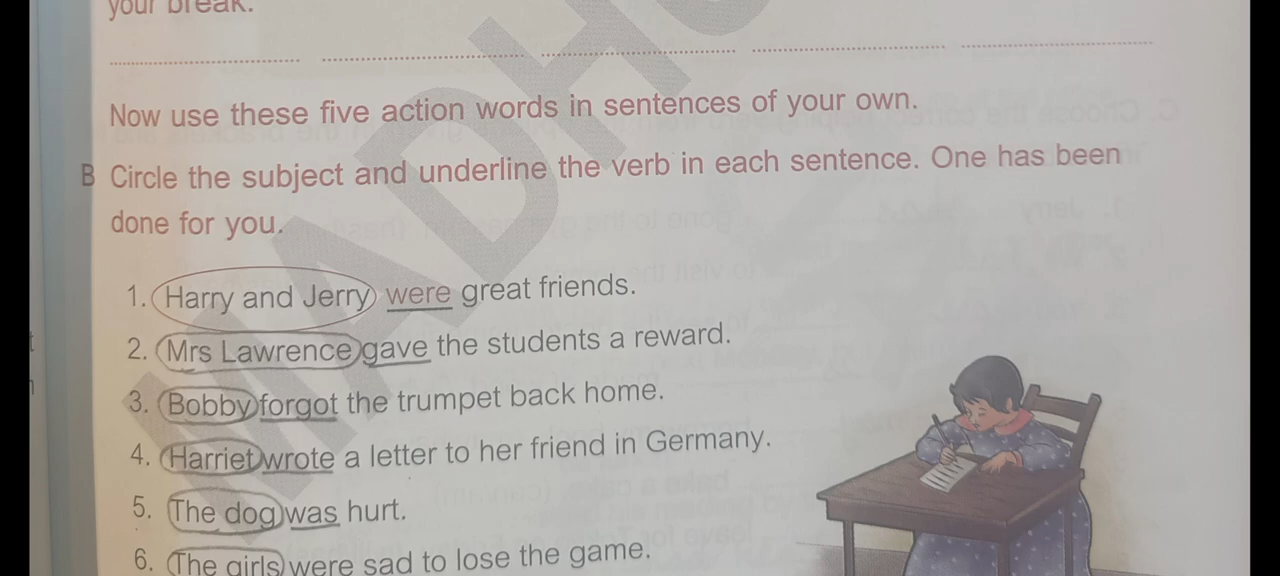 your break.
Now use these five action words in sentences of your own.
B Circle the subject and underline the verb in each sentence. One has been
done for you.
1. Harry and Jerry were great friends.
2. Mrs Lawrence gave the students a reward.
3. Bobby forgot the trumpet back home.
4. Harriet wrote a letter to her friend in Germany.
5. The dog was hurt.
6. The girls were sad to lose the game.